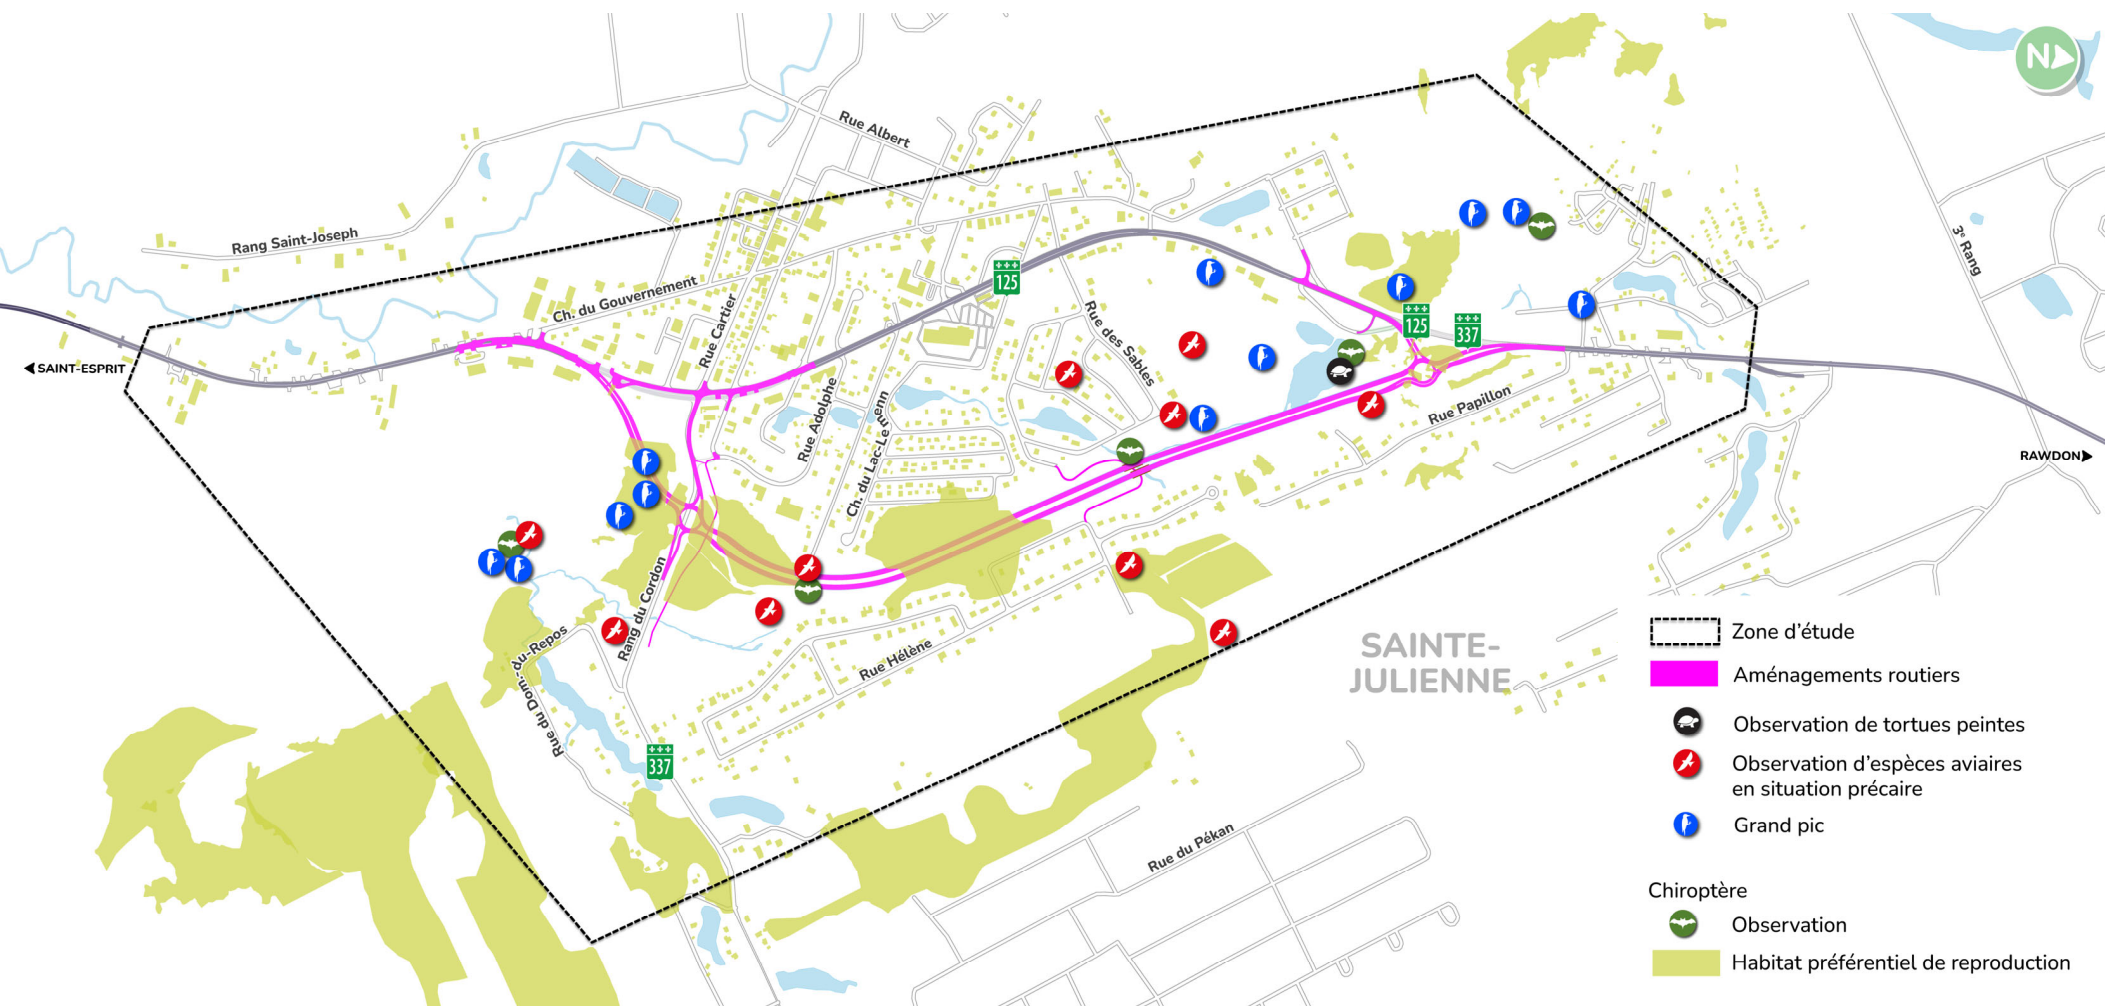 N
Rue Albert
Rang Saint-Joseph
3e Rang
125
Ch. du Gouvernement
Rue Cartier
Rue des Sables
125
337
SAINT-ESPRIT
Rue Adolphe
Ch. du Lac-Le enn
Rue Papillon
RAWDON
Rang du Cordon
Rue du Dom.-du-Repos
Rue Hélène
SAINTE-
JULIENNE
337
Rue du Pékan
Zone d'étude
Aménagements routiers
Observation de tortues peintes
Observation d'espèces aviaires
en situation précaire
Grand pic
Chiroptère
Observation
Habitat préférentiel de reproduction